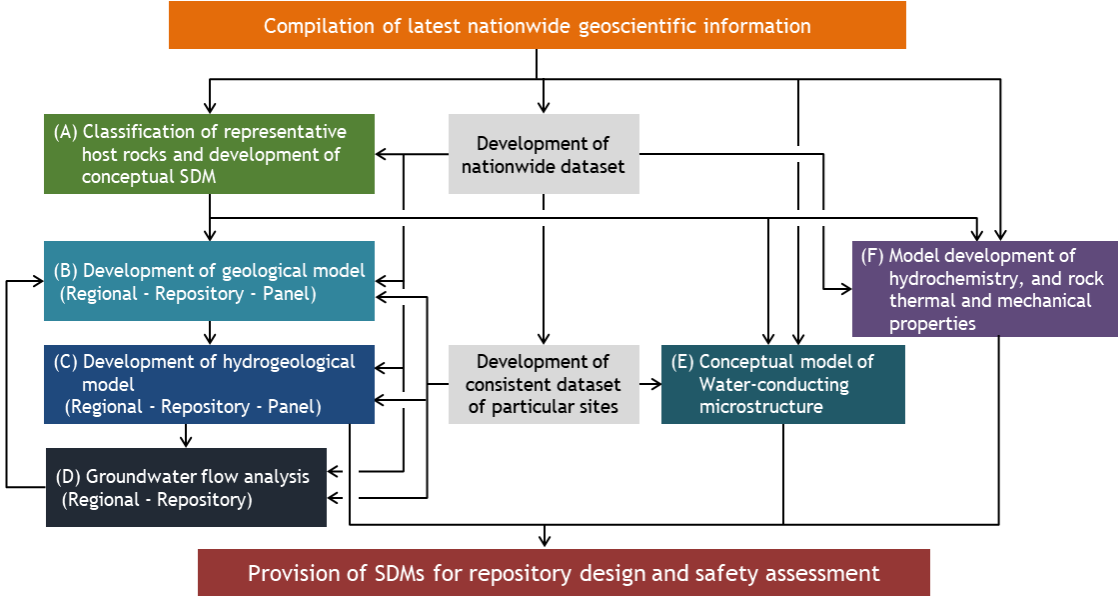 Compilation of latest nationwide geoscientific information
(A) Classification of representative
host rocks and development of
conceptual SDM
Development of
nationwide dataset
(B) Development of geological model
(Regional - Repository - Panel)
(F) Model development of
hydrochemistry, and rock
thermal and mechanical
properties
(C) Development of hydrogeological
model
(Regional - Repository - Panel)
Development of
consistent dataset
of particular sites
(E) Conceptual model of
Water-conducting
microstructure
(D) Groundwater flow analysis
(Regional - Repository)
Provision of SDMs for repository design and safety assessment